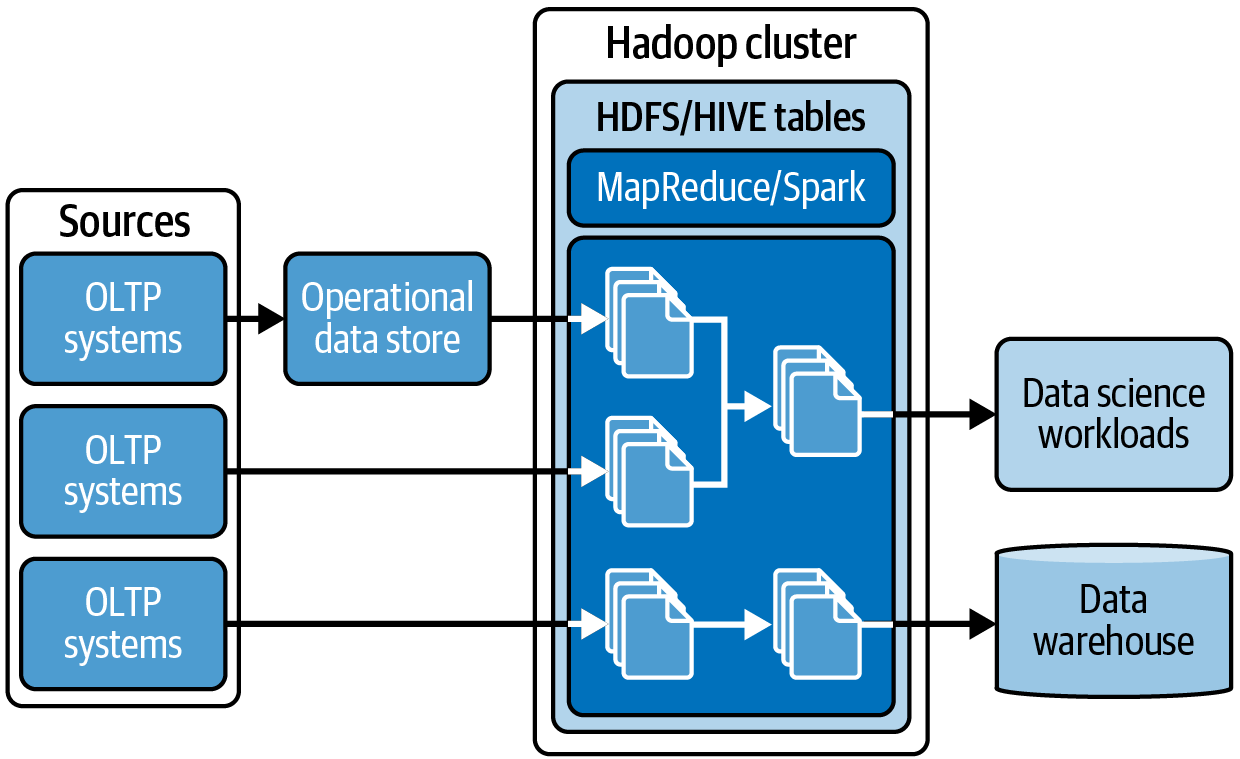 Hadoop cluster
HDFS/HIVE tables
MapReduce/Spark
Sources
OLTP
systems
Operational
data store
OLTP
systems
OLTP
systems
Data science
workloads
Data
warehouse